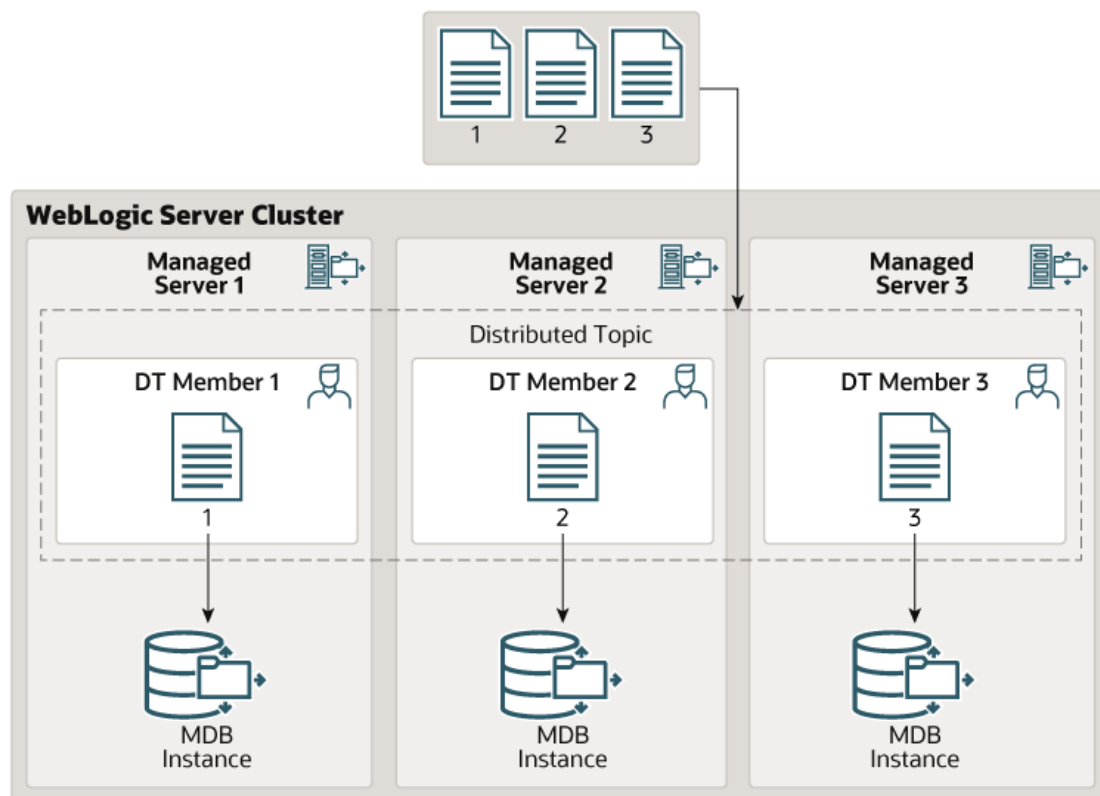 1 2 3
WebLogic Server Cluster
Managed
Server 1
Managed
Server 2
Managed
Server 3
Distributed Topic
DT Member 1
DT Member 2
DT Member 3
1
2
3
MDB
Instance
MDB
Instance
MDB
Instance